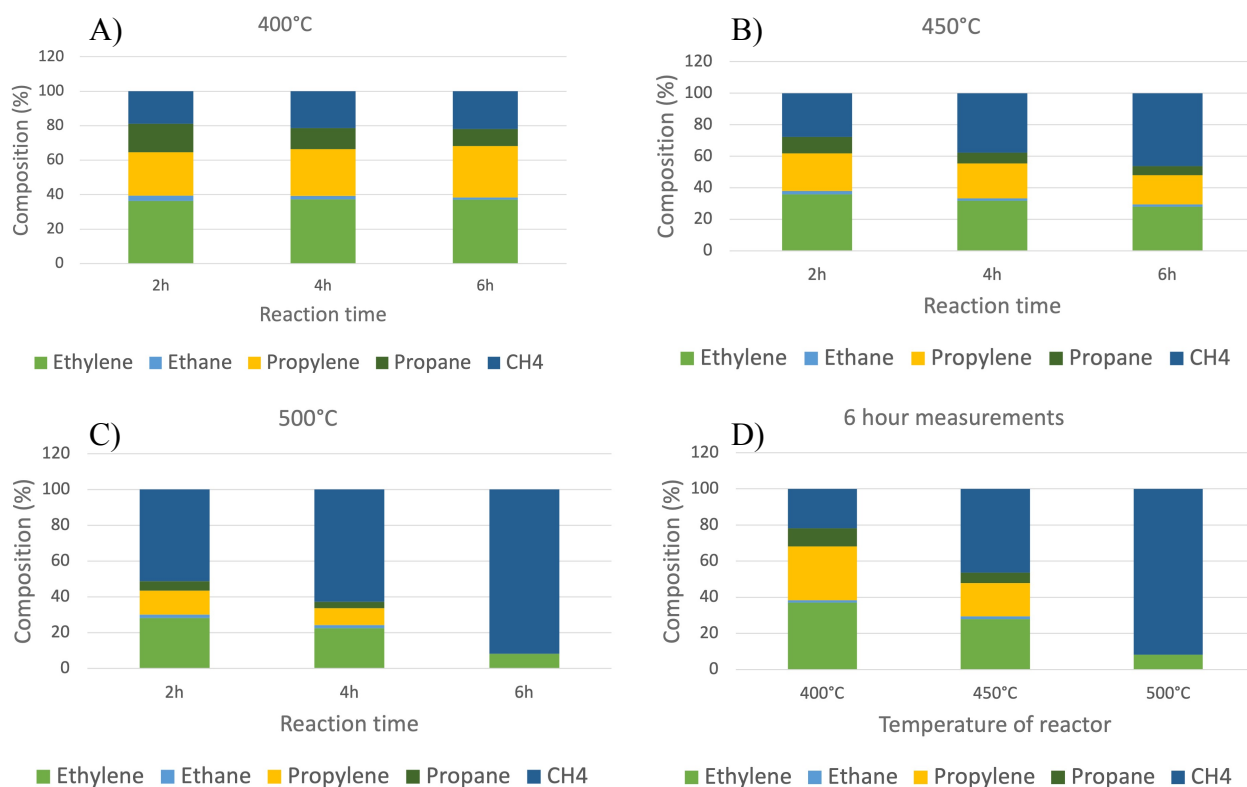 A)
400°C
120
100
80
60
40
20
0
Composition (%)
2h 4h 6h
Reaction time
Ethylene Ethane Propylene Propane CH4
B)
450°C
120
100
80
60
40
20
0
Composition (%)
2h 4h 6h
Reaction time
Ethylene Ethane Propylene Propane CH4
C)
500°C
120
100
80
60
40
20
0
Composition (%)
2h 4h 6h
Reaction time
Ethylene Ethane Propylene Propane CH4
D)
6 hour measurements
120
100
80
60
40
20
0
Composition (%)
400°C 450°C 500°C
Temperature of reactor
Ethylene Ethane Propylene Propane CH4